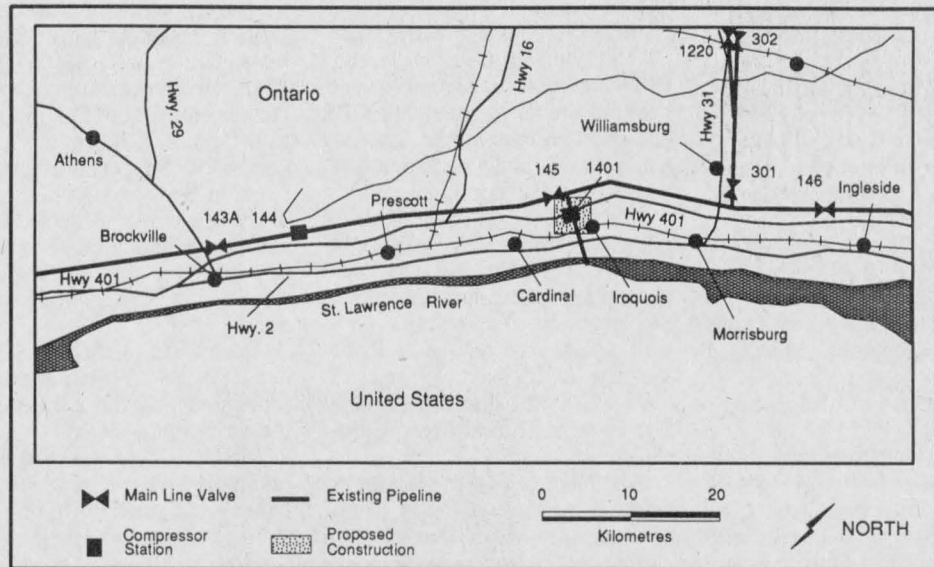 302
1220
Hwy 16
Hwy. 29
Ontario
Hwy 31
Williamsburg
Athens
145
1401
301
146
Ingleside
Prescott
143A
144
Hwy 401
Brockville
Hwy 401
Cardinal
Iroquois
St. Lawrence River
Hwy. 2
Morrisburg
United States
Main Line Valve
Existing Pipeline
0 10 20
Compressor
Station
Proposed
Construction
Kilometres
NORTH